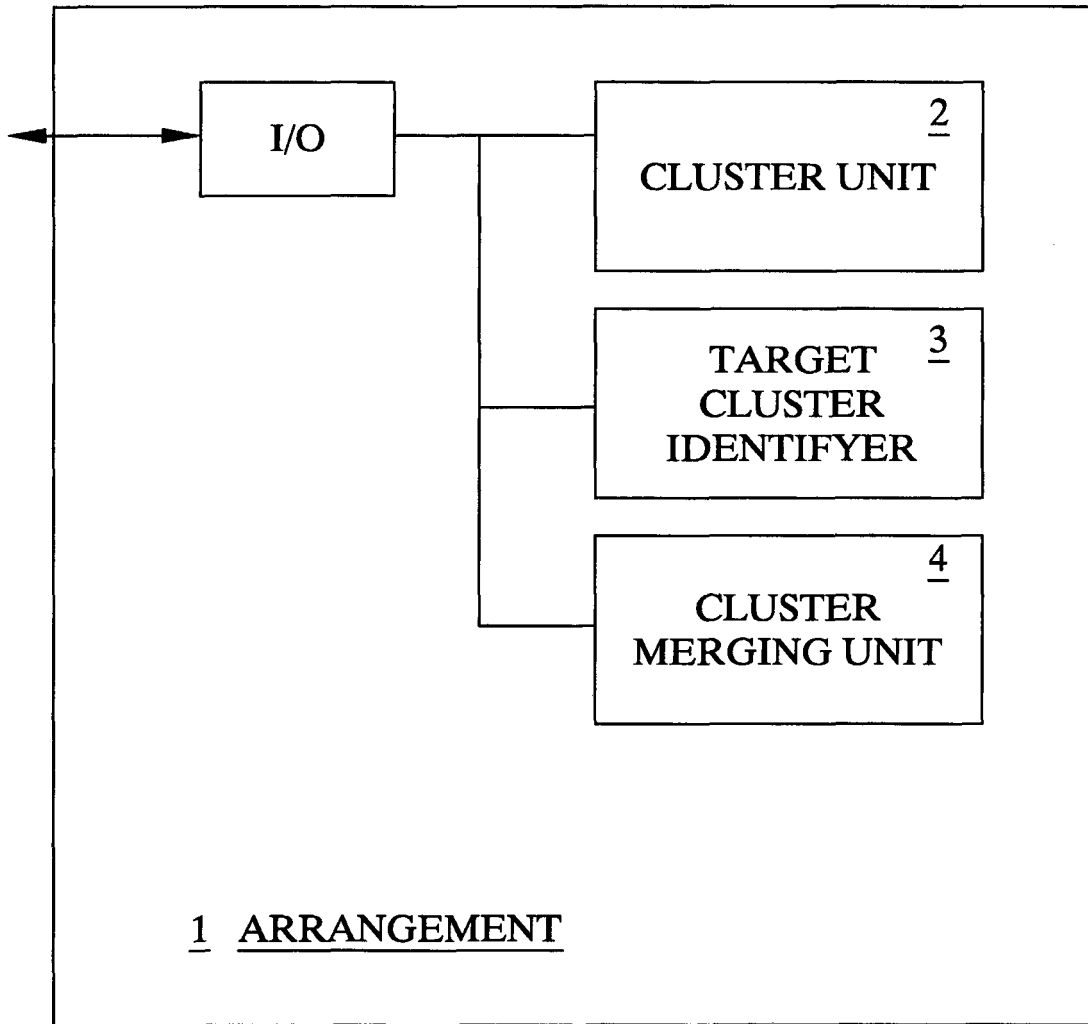 I/O
2
CLUSTER UNIT
3
TARGET
CLUSTER
IDENTIFYER
4
CLUSTER
MERGING UNIT
1 ARRANGEMENT